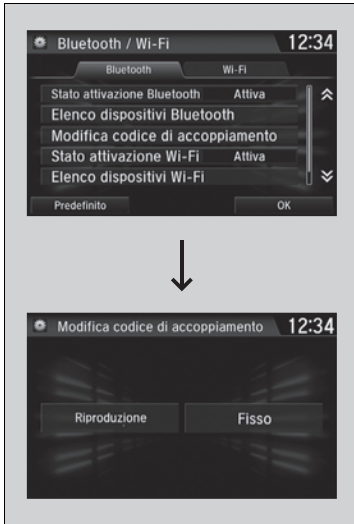 Bluetooth / Wi-Fi 12:34
Bluetooth Wi-Fi
Stato attivazione Bluetooth Attiva
Elenco dispositivi Bluetooth
Modifica codice di accoppiamento
Stato attivazione Wi-Fi Attiva
Elenco dispositivi Wi-Fi
Predefinito OK
Modifica codice di accoppiamento 12:34
Riproduzione Fisso